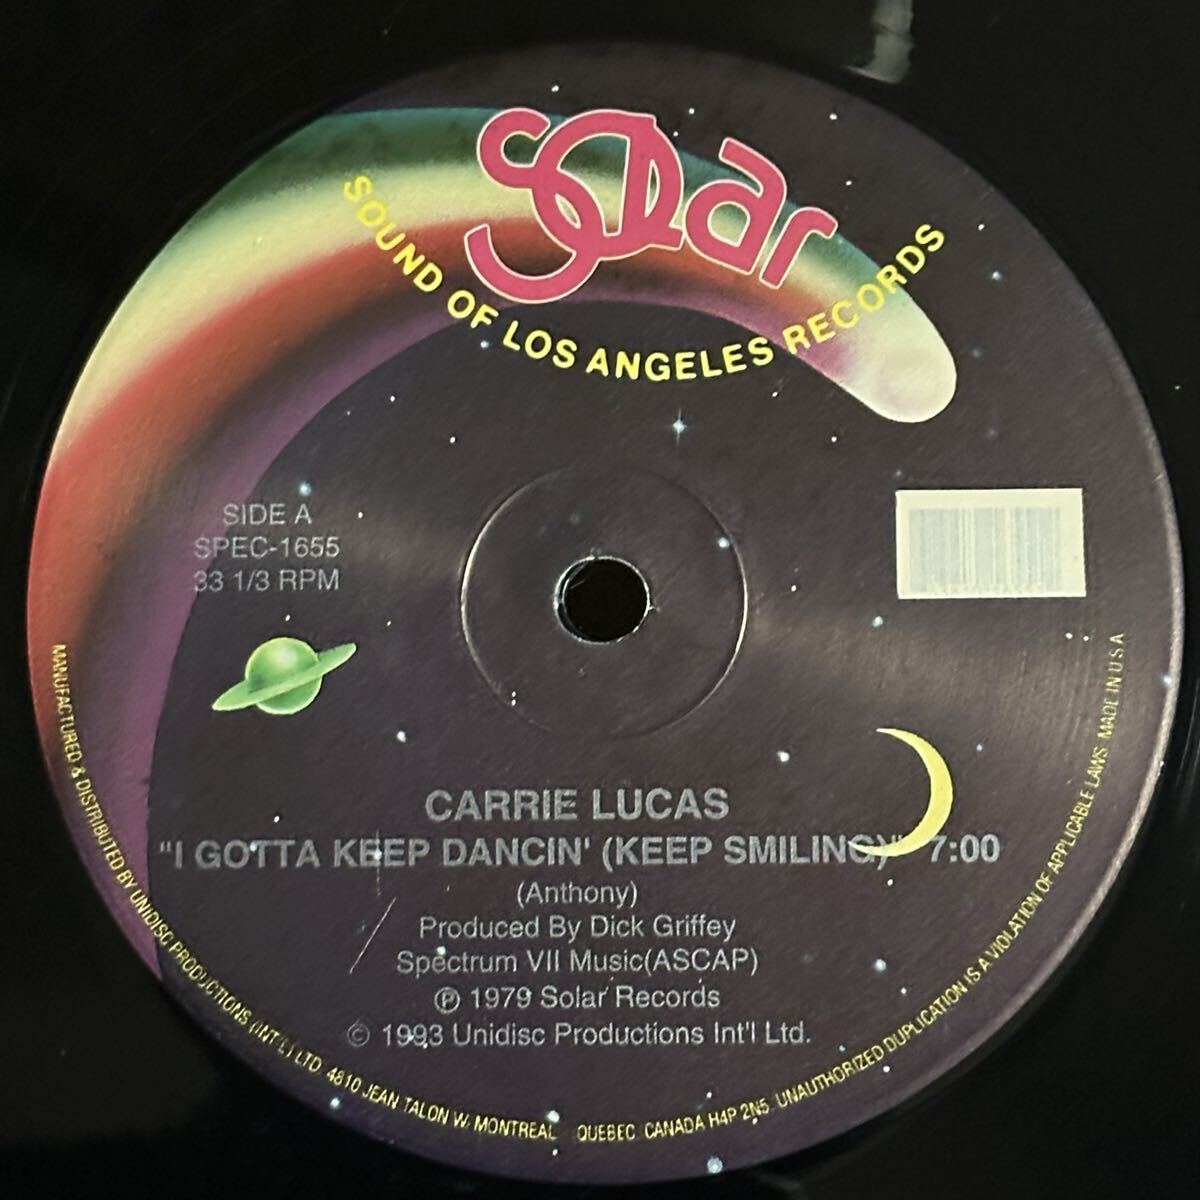 Solar
SOUND OF LOS ANGELES RECORDS
SIDE A
SPEC-1655
33 1/3 RPM
CARRIE LUCAS
"I GOTTA KEEP DANCIN' (KEEP SMILING)" 7:00
(Anthony)
Produced By Dick Griffey
Spectrum VII Music(ASCAP)
℗ 1979 Solar Records
© 1993 Unidisc Productions Int'l Ltd.
MANUFACTURED & DISTRIBUTED BY UNIDISC PRODUCTIONS (INT'L) LTD. 4810 JEAN TALON W. MONTREAL QUEBEC CANADA H4P 2N5. UNAUTHORIZED DUPLICATION IS A VIOLATION OF APPLICABLE LAWS. MADE IN U.S.A